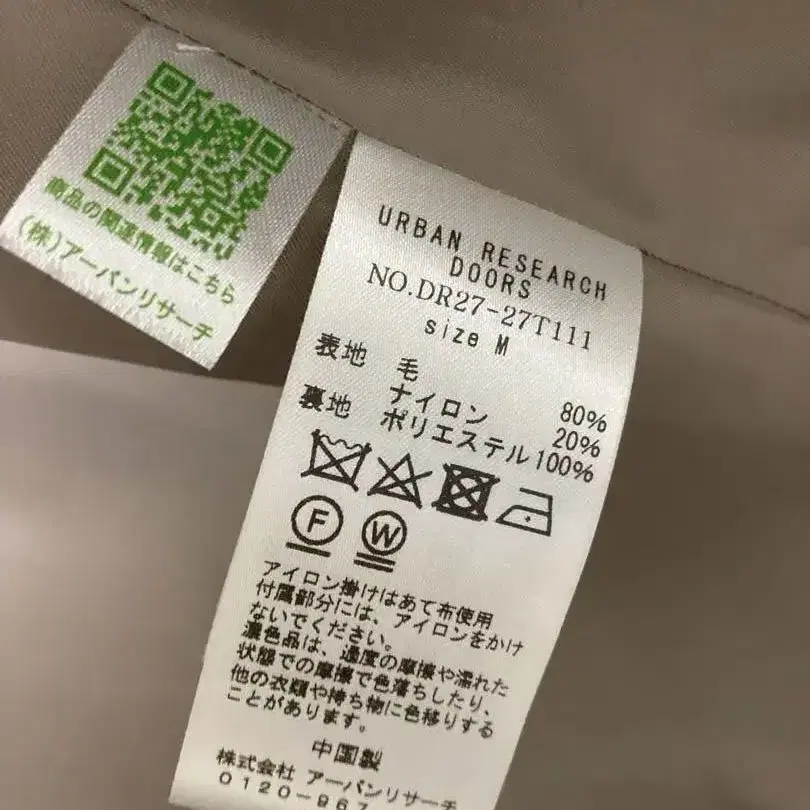 商品の関連情報はこちら
(株)アーバンリサーチ
URBAN RESEARCH
DOORS
NO.DR27-27T111
size M
表地 毛 80%
ナイロン 20%
裏地 ポリエステル 100%
F W
アイロン掛けはあて布使用
付属部分には、アイロンをかけ
ないでください。
濃色品は、過度の摩擦や濡れた
状態での摩擦で色落ちしたり、
他の衣類や持ち物に色移りする
ことがあります。
中国製
株式会社 アーバンリサーチ
0120-967